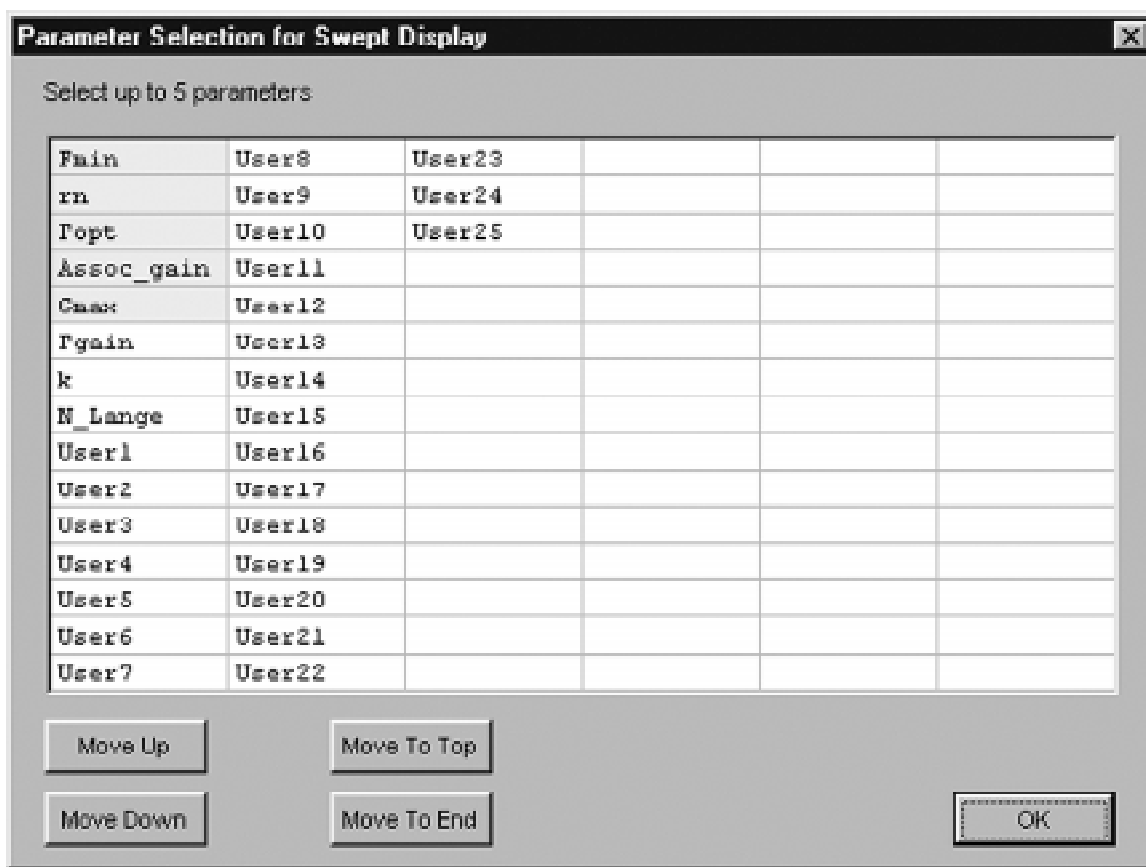 Parameter Selection for Swept Display
Select up to 5 parameters
Fmin User8 User23
rn User9 User24
Γopt User10 User25
Assoc_gain User11
Gmax User12
Γgain User13
k User14
N_Lange User15
User1 User16
User2 User17
User3 User18
User4 User19
User5 User20
User6 User21
User7 User22
Move Up Move To Top
Move Down Move To End OK